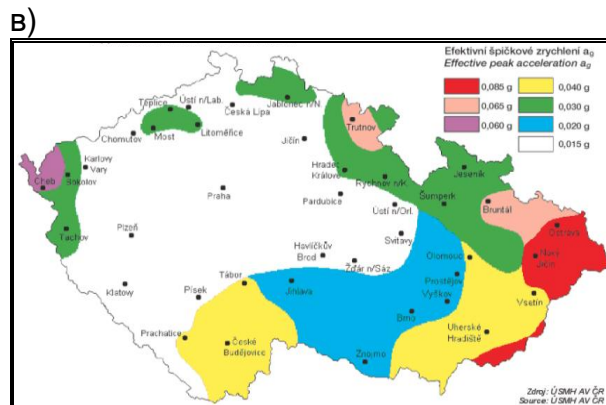 B)
Efektivní špičkové zrychlení ag
Effective peak acceleration ag
0,085 g
0,040 g
0,065 g
0,030 g
0,060 g
0,020 g
0,015 g
Teplice
Ústí n/Lab.
Česká Lípa
Jablonec n/N.
Chomutov
Most
Litoměřice
Jičín
Trutnov
Karlovy
Vary
Cheb
Sokolov
Hradec
Králové
Rychnov n/K.
Jeseník
Praha
Pardubice
Šumperk
Bruntál
Ústí n/Orl.
Ostrava
Tachov
Plzeň
Havlíčkův
Brod
Svitavy
Žďár n/Sáz.
Olomouc
Nový
Jičín
Klatovy
Písek
Tábor
Jihlava
Prostějov
Vyškov
Vsetín
Prachatice
České
Budějovice
Brno
Uherské
Hradiště
Znojmo
Zdroj: ÚSMH AV ČR
Source: ÚSMH AV ČR